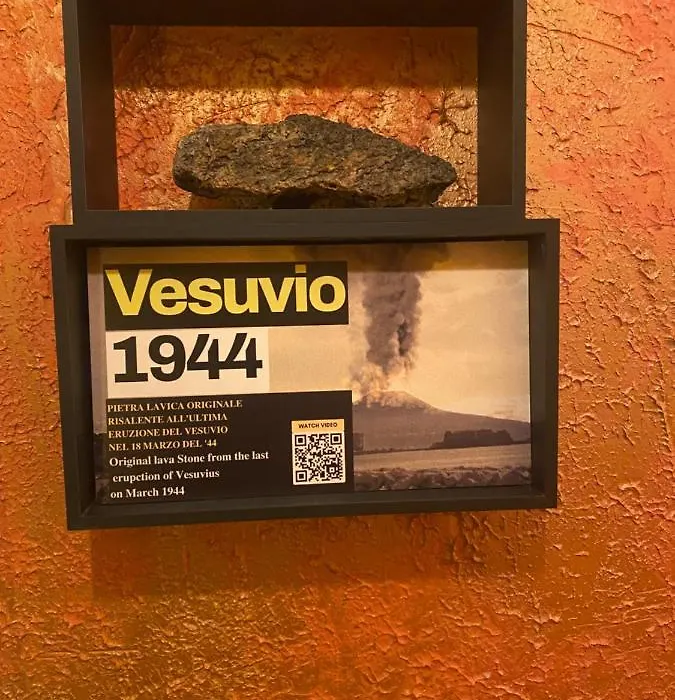 Vesuvio
1944
PIETRA LAVICA ORIGINALE
RISALENTE ALL'ULTIMA
ERUZIONE DEL VESUVIO
NEL 18 MARZO DEL '44
Original lava Stone from the last
erupction of Vesuvius
on March 1944
WATCH VIDEO